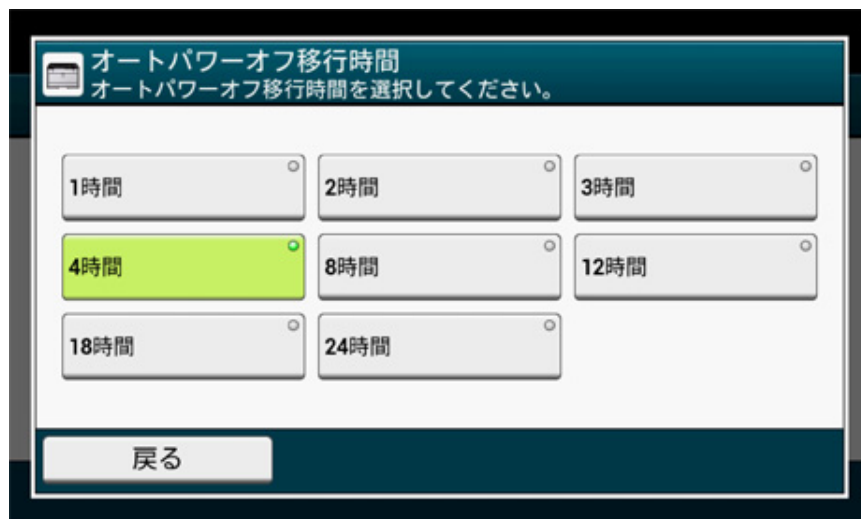 オートパワーオフ移行時間
オートパワーオフ移行時間を選択してください。
1時間
2時間
3時間
4時間
8時間
12時間
18時間
24時間
戻る